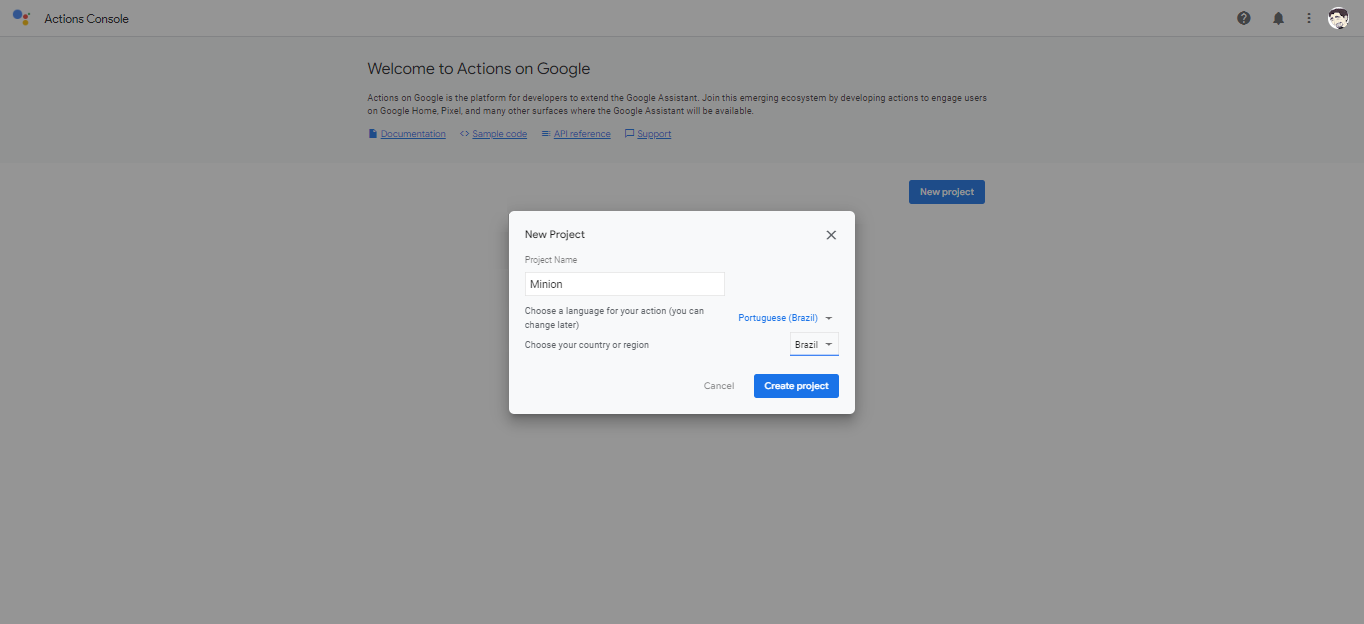 Actions Console
Welcome to Actions on Google
Actions on Google is the platform for developers to extend the Google Assistant. Join this emerging ecosystem by developing actions to engage users
on Google Home, Pixel, and many other surfaces where the Google Assistant will be available.
Documentation <> Sample code API reference Support
New project
New Project
Project Name
Minion
Choose a language for your action (you can
change later)
Portuguese (Brazil)
Choose your country or region
Brazil
Cancel
Create project